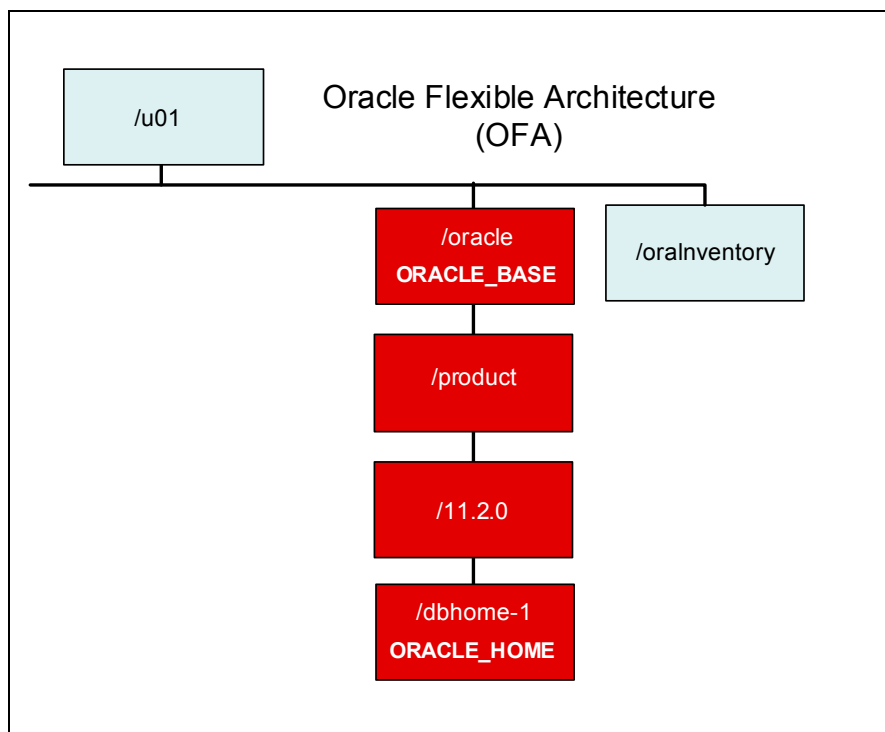 /u01
Oracle Flexible Architecture
(OFA)
/oracle
ORACLE_BASE
/oraInventory
/product
/11.2.0
/dbhome-1
ORACLE_HOME